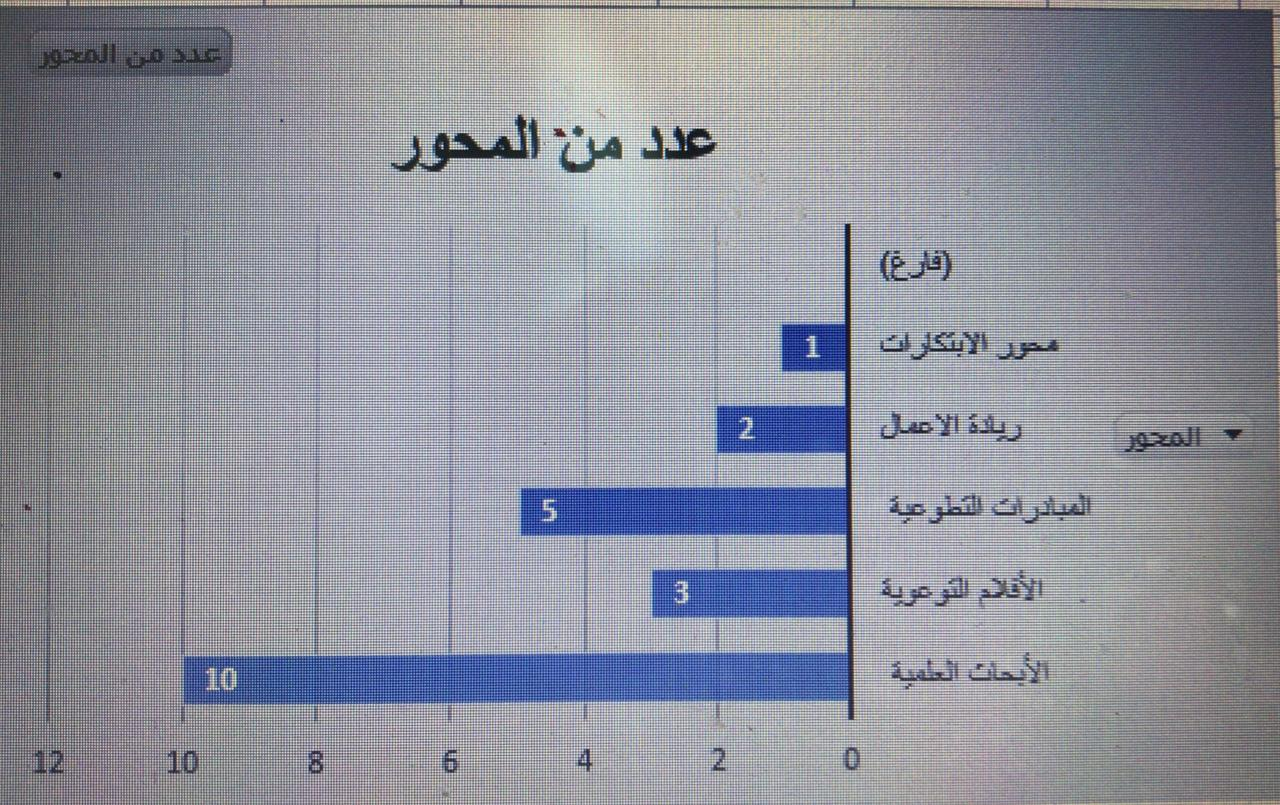 عدد من المحور
عدد من المحور
(فارغ)
محور الابتكارات
1
ريادة الاعمال
2
المحور
المبادرات التطوعية
5
الأفلام التوعوية
3
الأبحاث العلمية
10
0 2 4 6 8 10 12